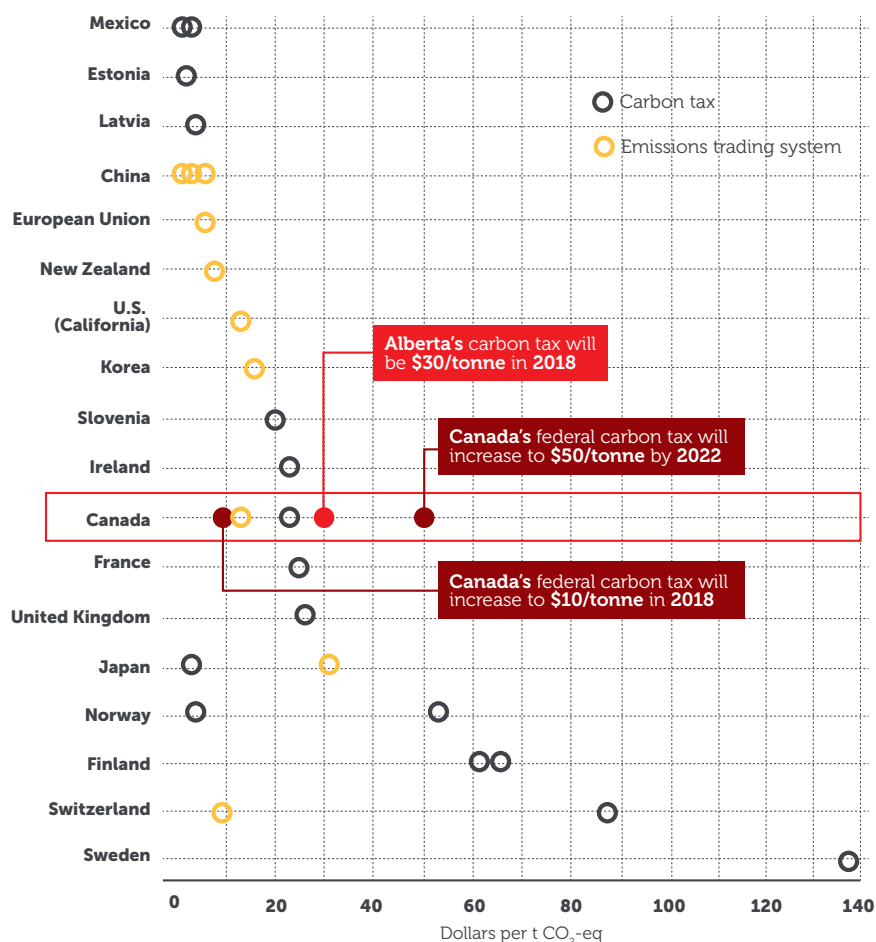 Mexico
Estonia
Latvia
China
European Union
New Zealand
U.S.
(California)
Korea
Slovenia
Ireland
Canada
France
United Kingdom
Japan
Norway
Finland
Switzerland
Sweden
Carbon tax
Emissions trading system
Alberta's carbon tax will
be $30/tonne in 2018
Canada's federal carbon tax will
increase to $50/tonne by 2022
Canada's federal carbon tax will
increase to $10/tonne in 2018
0 20 40 60 80 100 120 140
Dollars per t CO₂-eq